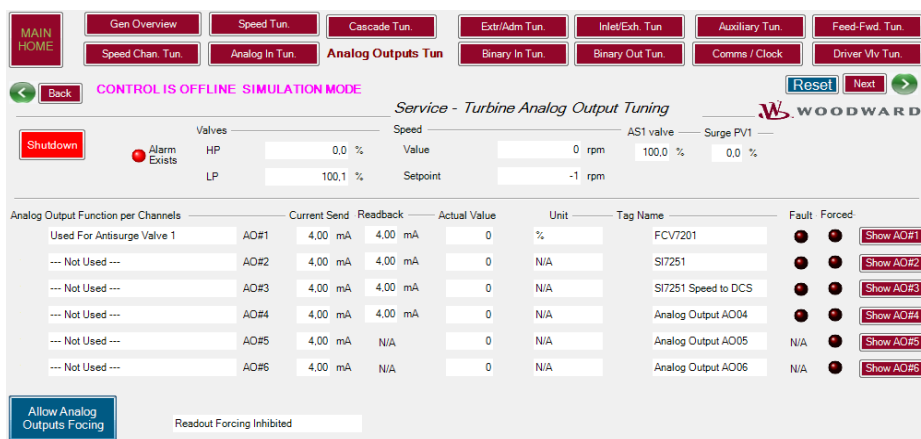 MAIN HOME
Gen Overview Speed Tun. Cascade Tun. Extr/Adm Tun. Inlet/Exh. Tun. Auxiliary Tun. Feed-Fwd. Tun.
Speed Chan. Tun. Analog In Tun. Analog Outputs Tun Binary In Tun. Binary Out Tun. Comms / Clock Driver Vlv Tun.
Back CONTROL IS OFFLINE SIMULATION MODE Reset Next
Service - Turbine Analog Output Tuning WOODWARD
Shutdown Alarm Exists Valves Speed AS1 valve Surge PV1
HP 0,0 % Value 0 rpm 100,0 % 0,0 %
LP 100,1 % Setpoint -1 rpm
Analog Output Function per Channels Current Send Readback Actual Value Unit Tag Name Fault Forced
Used For Antisurge Valve 1 AO#1 4,00 mA 4,00 mA 0 % FCV7201 Show AO#1
--- Not Used --- AO#2 4,00 mA 4,00 mA 0 N/A SI7251 Show AO#2
--- Not Used --- AO#3 4,00 mA 4,00 mA 0 N/A SI7251 Speed to DCS Show AO#3
--- Not Used --- AO#4 4,00 mA 4,00 mA 0 N/A Analog Output AO04 Show AO#4
--- Not Used --- AO#5 4,00 mA N/A 0 N/A Analog Output AO05 N/A Show AO#5
--- Not Used --- AO#6 4,00 mA N/A 0 N/A Analog Output AO06 N/A Show AO#6
Allow Analog
Outputs Focing Readout Forcing Inhibited